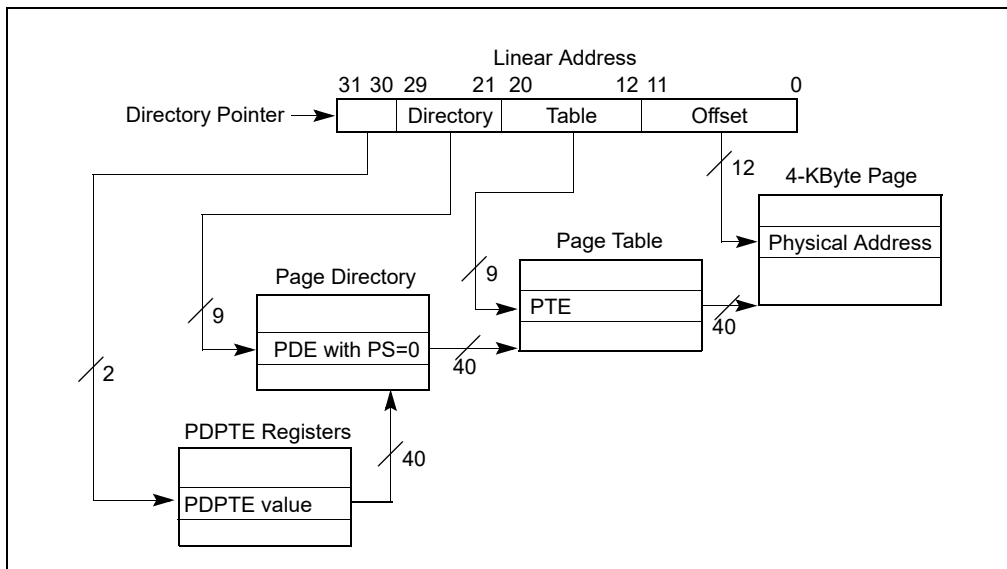 Linear Address
31 30 29 21 20 12 11 0
Directory Pointer
Directory Table Offset
12
4-KByte Page
Physical Address
Page Table
9
PTE
40
Page Directory
9
PDE with PS=0
40
2
PDPTE Registers
40
PDPTE value